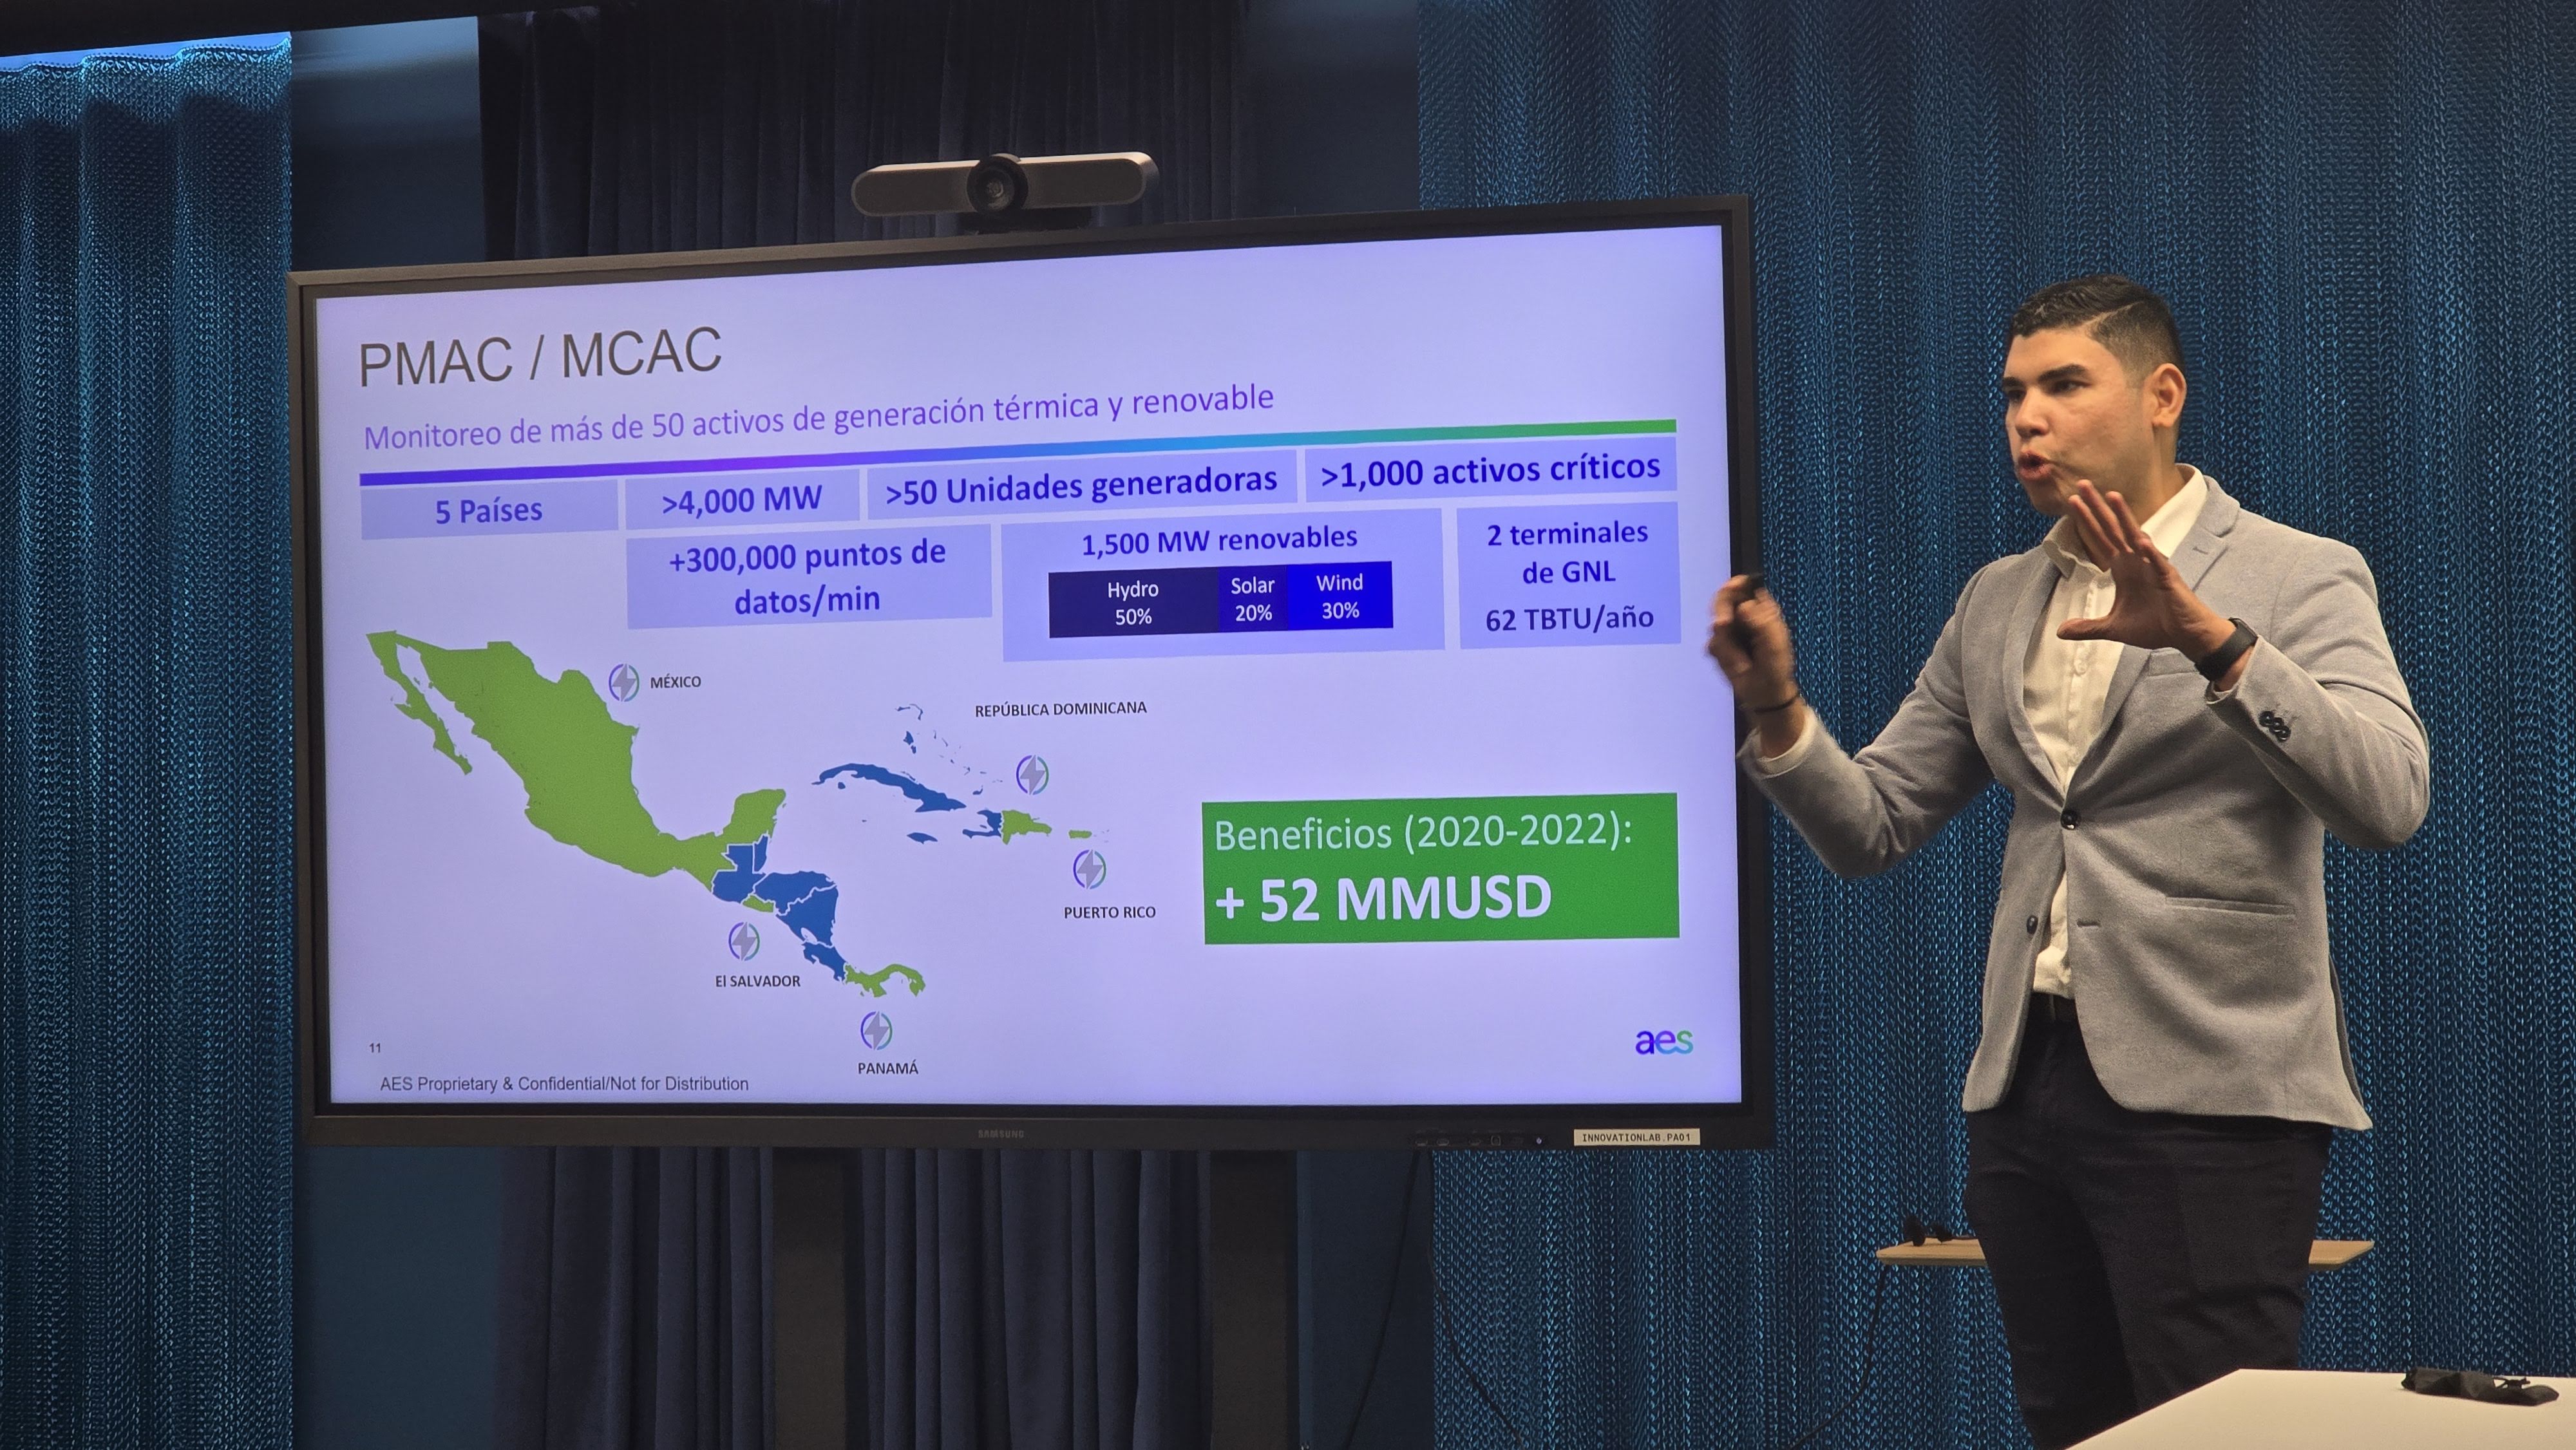 PMAC / MCAC
Monitoreo de más de 50 activos de generación térmica y renovable
5 Países
>4,000 MW
>50 Unidades generadoras
>1,000 activos críticos
+300,000 puntos de
datos/min
1,500 MW renovables
Hydro
50%
Solar
20%
Wind
30%
2 terminales
de GNL
62 TBTU/año
MÉXICO
REPÚBLICA DOMINICANA
PUERTO RICO
El SALVADOR
PANAMÁ
Beneficios (2020-2022):
+ 52 MMUSD
11
AES Proprietary & Confidential/Not for Distribution
aes
SAMSUNG
INNOVATIONLAB.PA01